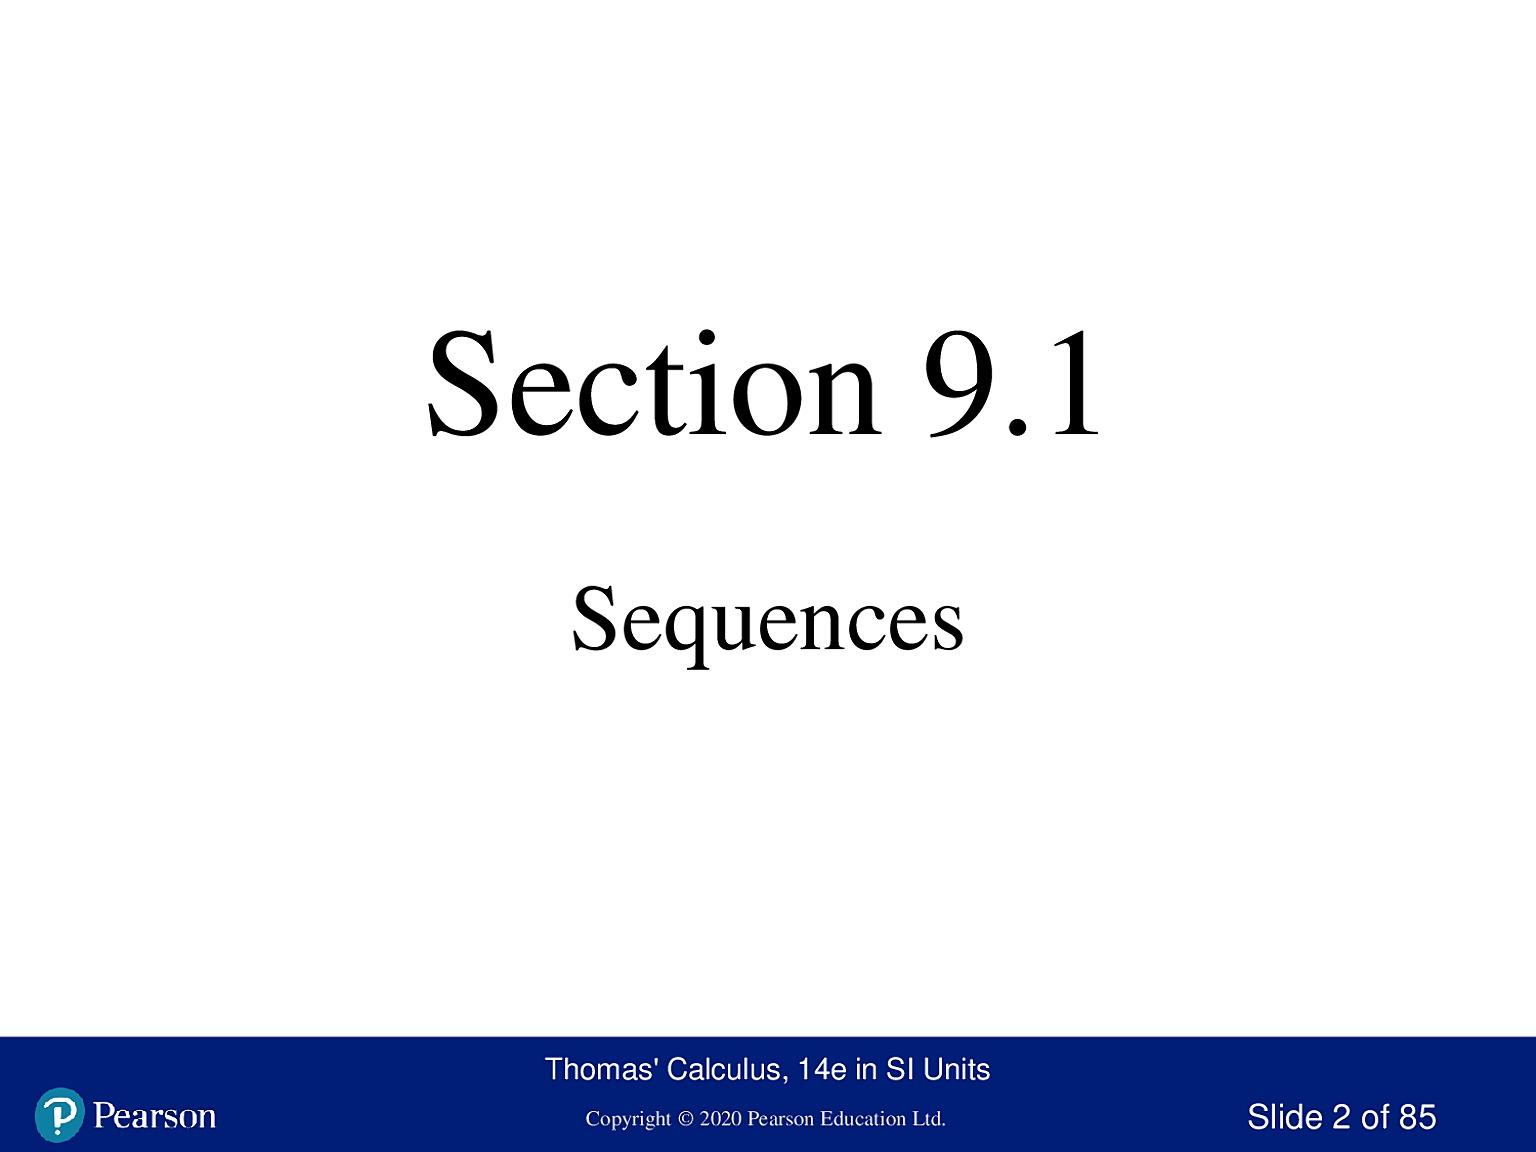 Section 9.1
Sequences
Thomas' Calculus, 14e in SI Units
Pearson
Copyright © 2020 Pearson Education Ltd.
Slide 2 of 85